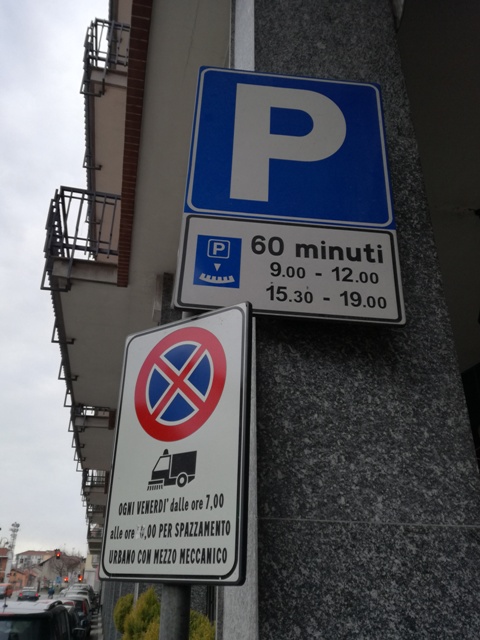 P
P 60 minuti
9.00 - 12.00
15.30 - 19.00
OGNI VENERDI' dalle ore 7,00
alle ore PER SPAZZAMENTO
URBANO CON MEZZO MECCANICO